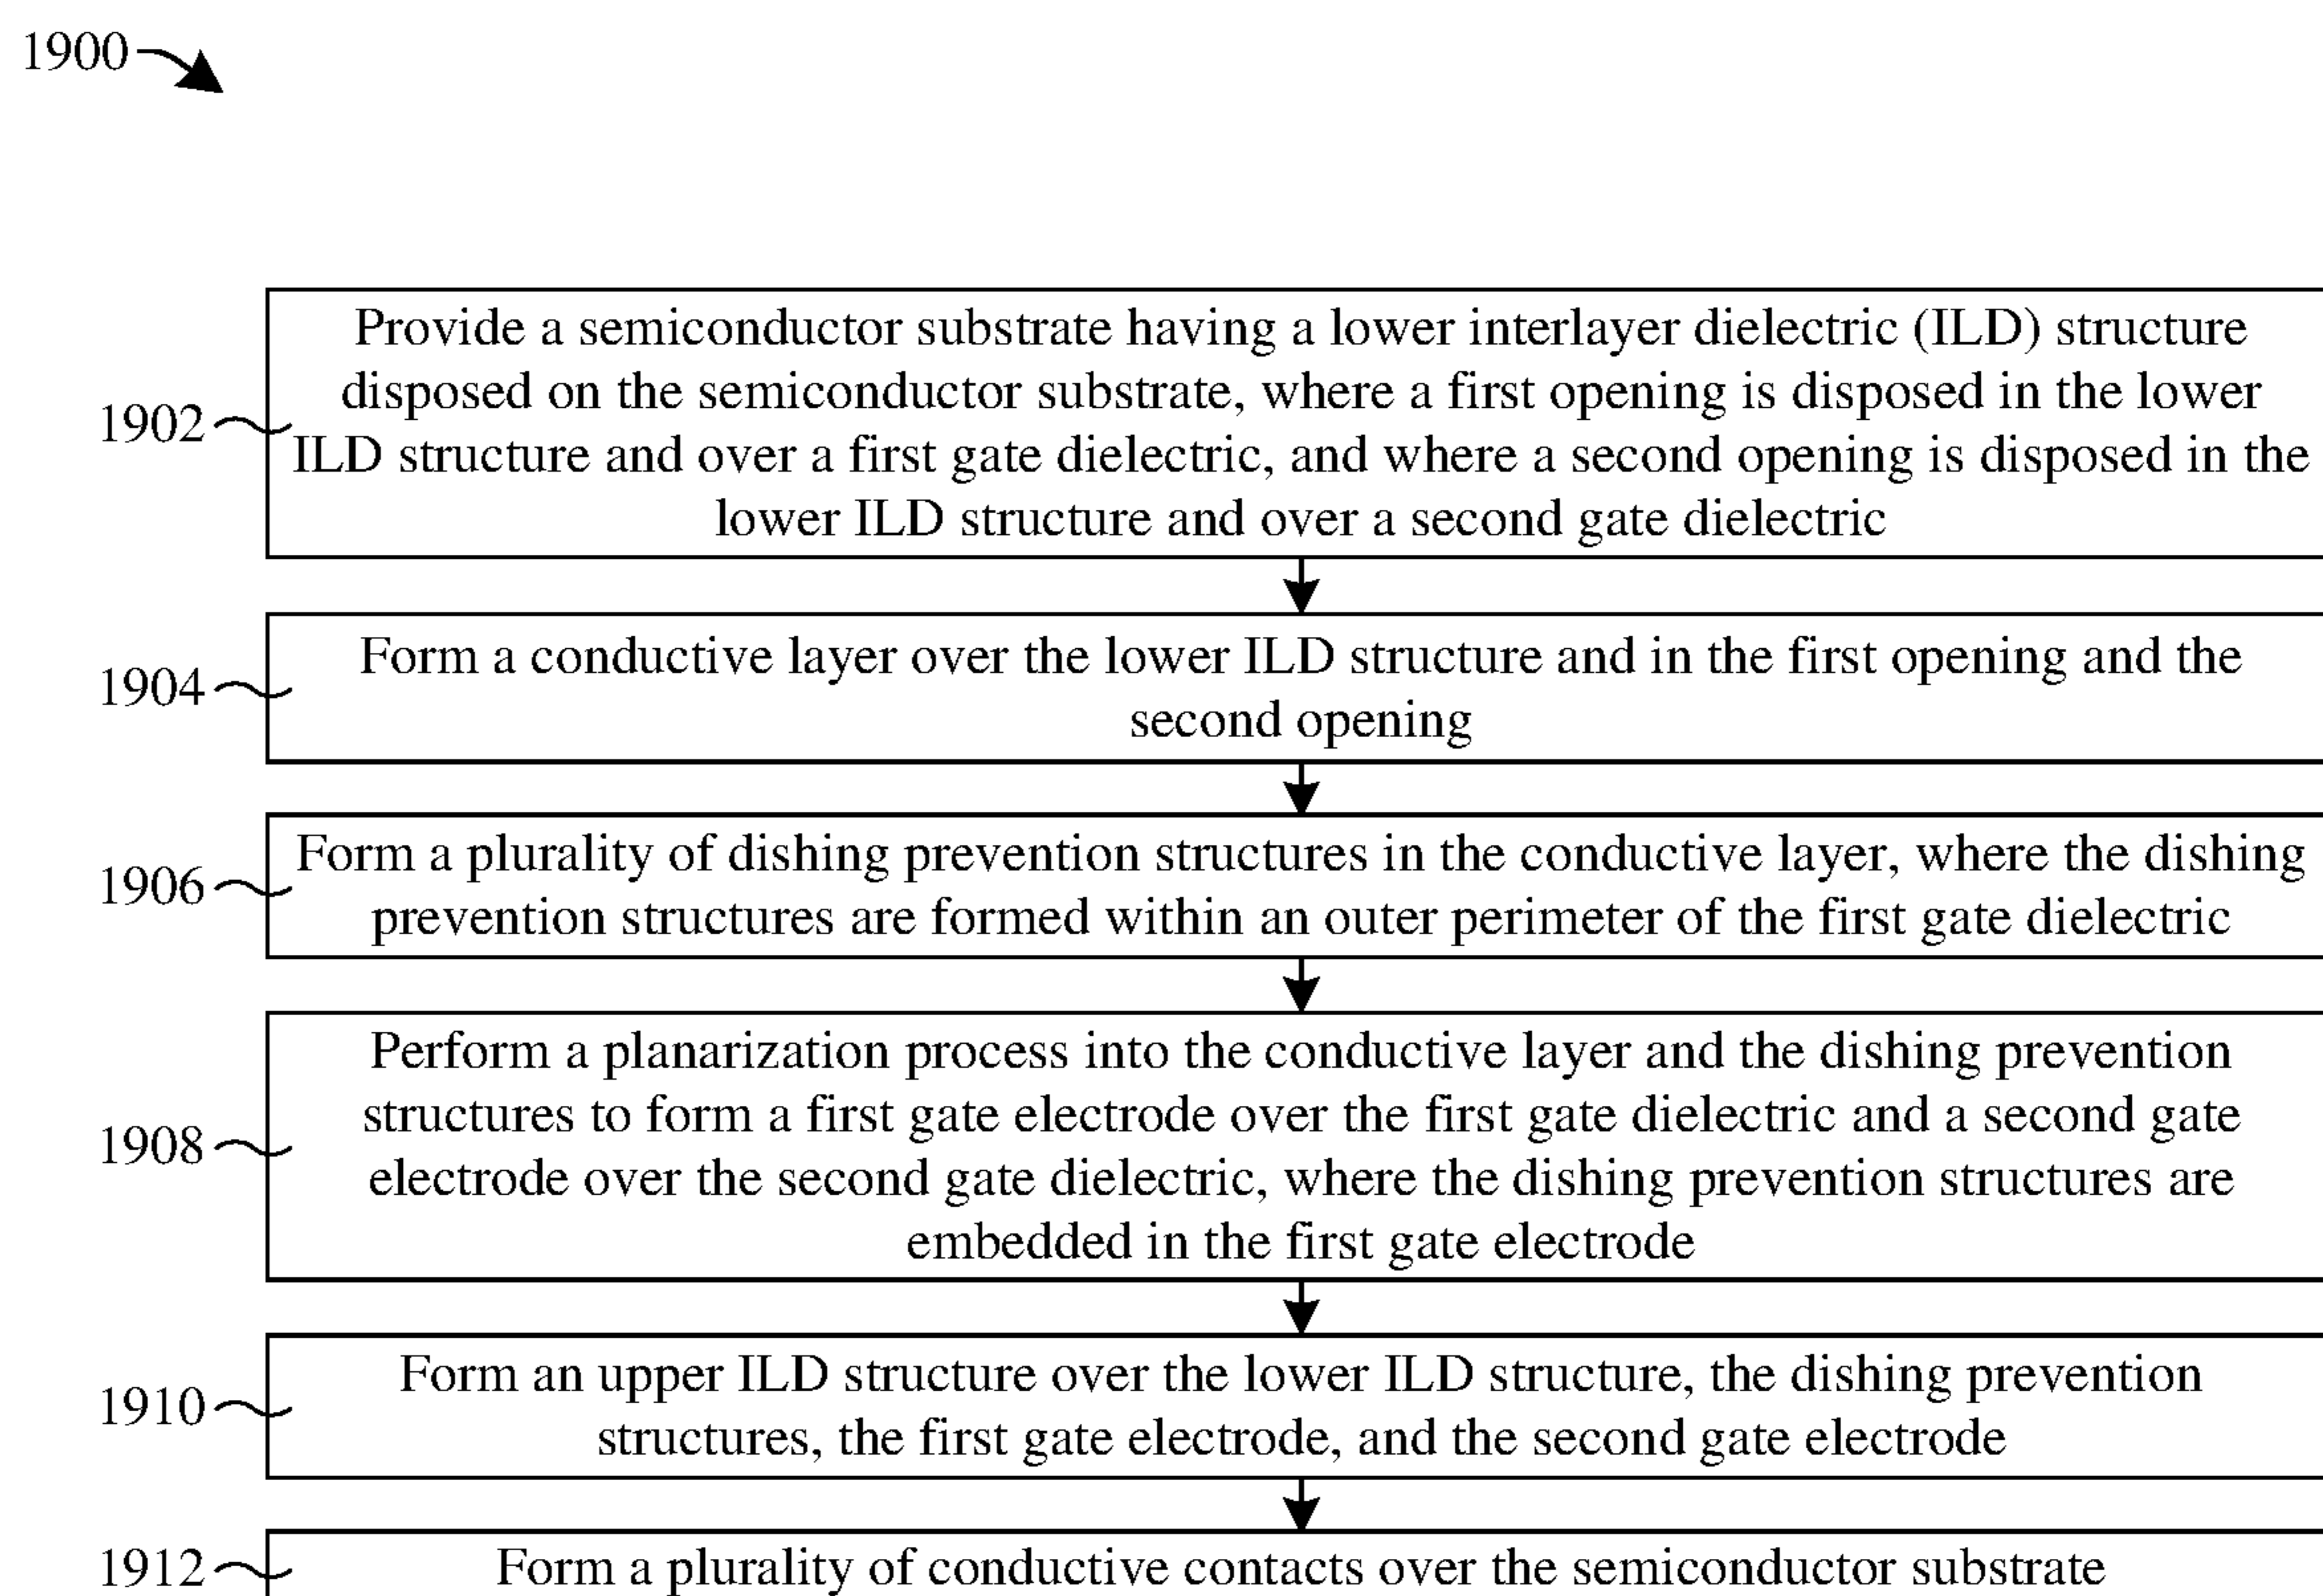 1900
1902
Provide a semiconductor substrate having a lower interlayer dielectric (ILD) structure
disposed on the semiconductor substrate, where a first opening is disposed in the lower
ILD structure and over a first gate dielectric, and where a second opening is disposed in the
lower ILD structure and over a second gate dielectric
1904
Form a conductive layer over the lower ILD structure and in the first opening and the
second opening
1906
Form a plurality of dishing prevention structures in the conductive layer, where the dishing
prevention structures are formed within an outer perimeter of the first gate dielectric
1908
Perform a planarization process into the conductive layer and the dishing prevention
structures to form a first gate electrode over the first gate dielectric and a second gate
electrode over the second gate dielectric, where the dishing prevention structures are
embedded in the first gate electrode
1910
Form an upper ILD structure over the lower ILD structure, the dishing prevention
structures, the first gate electrode, and the second gate electrode
1912
Form a plurality of conductive contacts over the semiconductor substrate